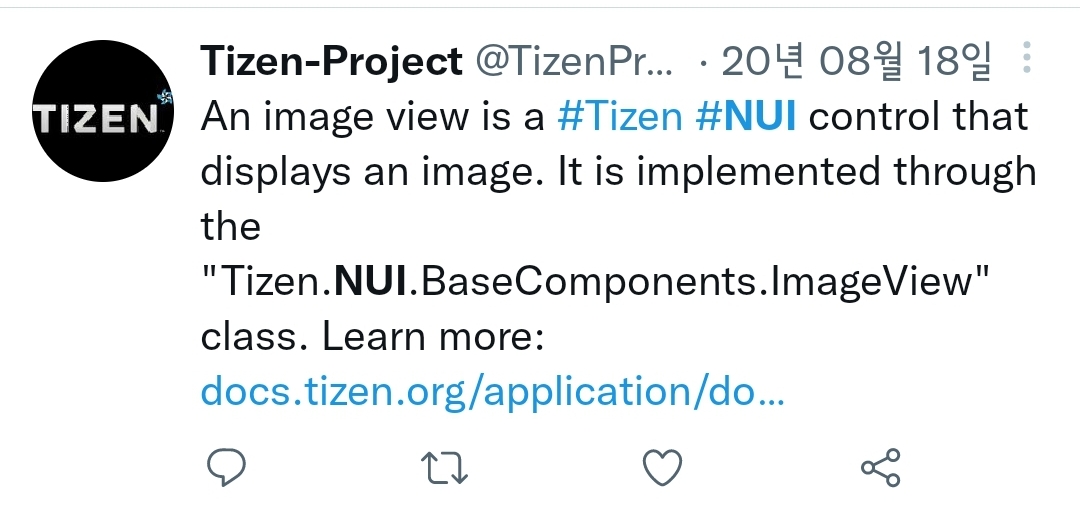 TIZEN
Tizen-Project @TizenPr... · 20년 08월 18일
An image view is a #Tizen #NUI control that
displays an image. It is implemented through
the
"Tizen.NUI.BaseComponents.ImageView"
class. Learn more:
docs.tizen.org/application/do...